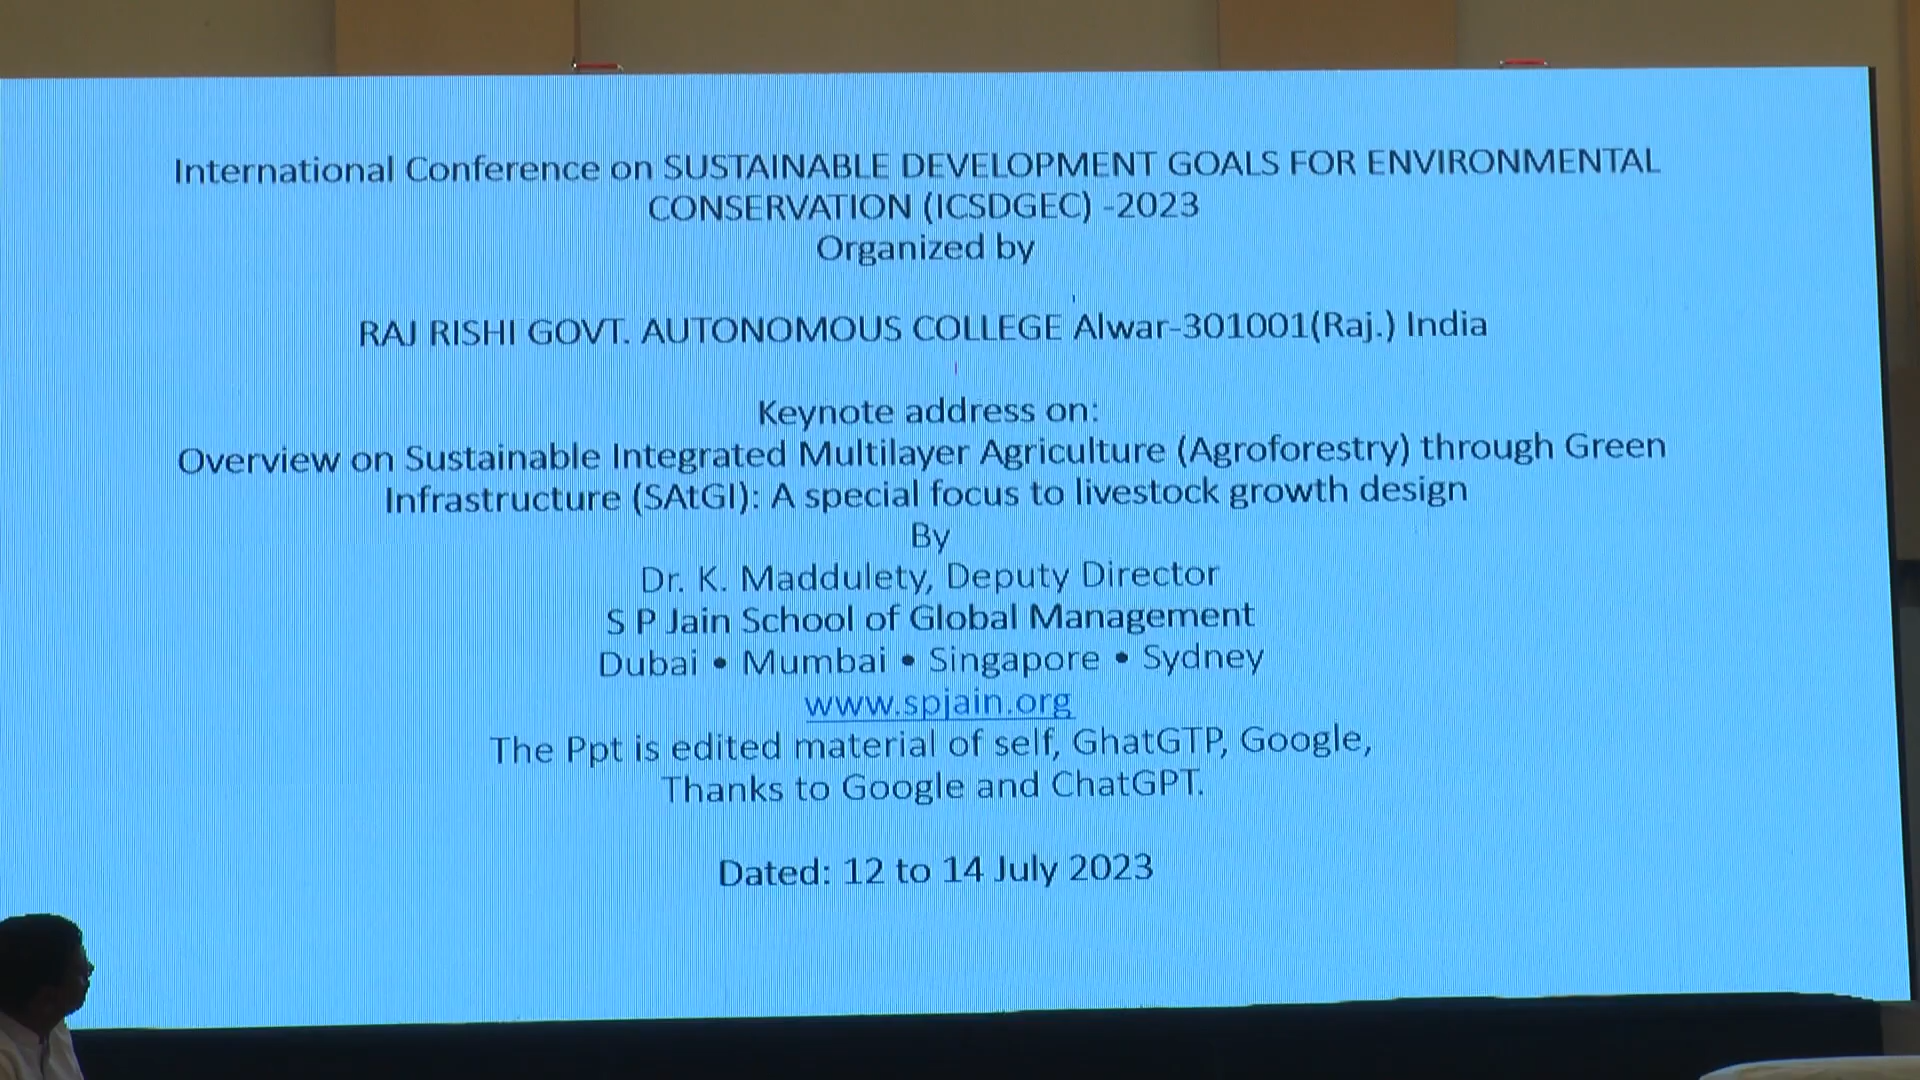 International Conference on SUSTAINABLE DEVELOPMENT GOALS FOR ENVIRONMENTAL
CONSERVATION (ICSDGEC) -2023
Organized by
RAJ RISHI GOVT. AUTONOMOUS COLLEGE Alwar-301001(Raj.) India
Keynote address on:
Overview on Sustainable Integrated Multilayer Agriculture (Agroforestry) through Green
Infrastructure (SAtGI): A special focus to livestock growth design
By
Dr. K. Maddulety, Deputy Director
S P Jain School of Global Management
Dubai • Mumbai • Singapore • Sydney
www.spjain.org
The Ppt is edited material of self, GhatGTP, Google,
Thanks to Google and ChatGPT.
Dated: 12 to 14 July 2023